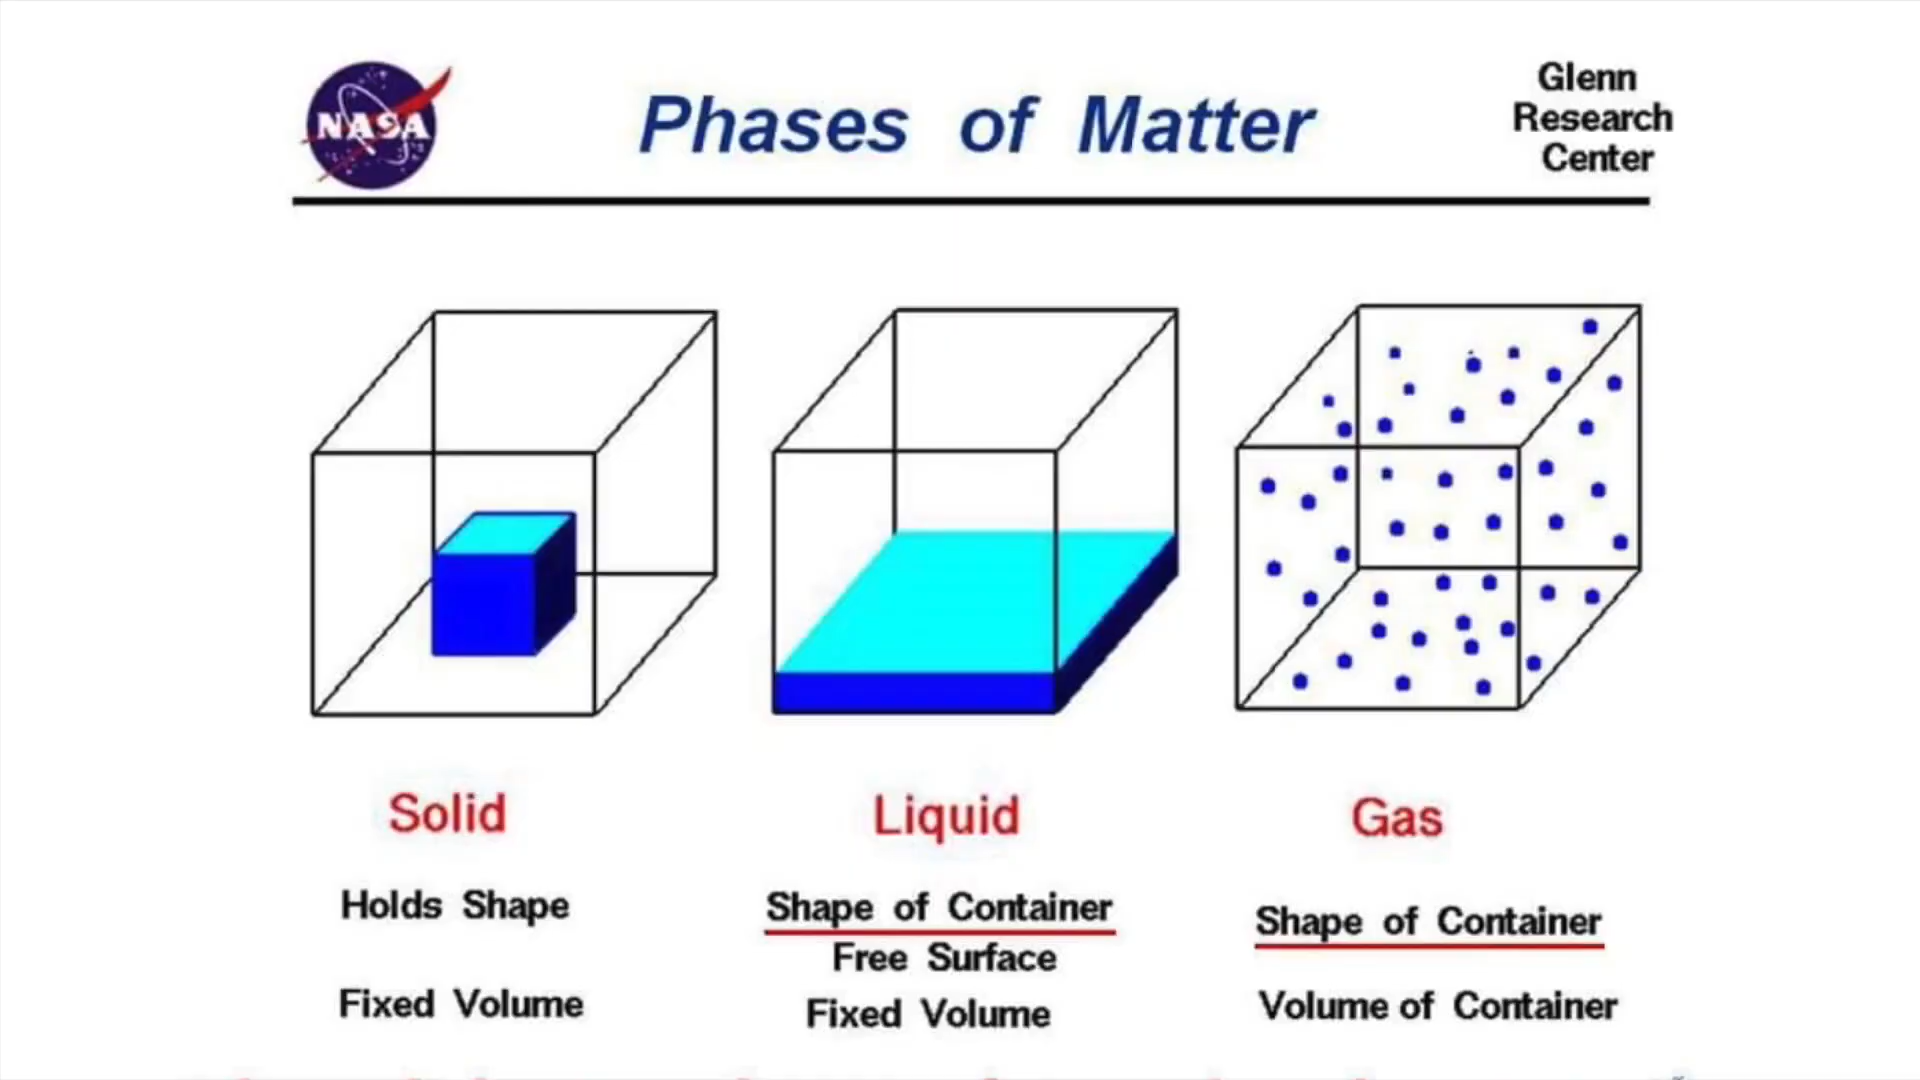 NASA
Phases of Matter
Glenn
Research
Center
Solid
Holds Shape
Fixed Volume
Liquid
Shape of Container
Free Surface
Fixed Volume
Gas
Shape of Container
Volume of Container